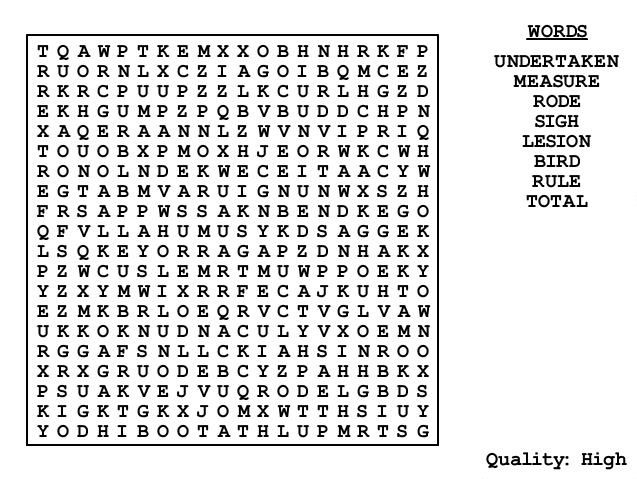 WORDS
UNDERTAKEN
MEASURE
RODE
SIGH
LESION
BIRD
RULE
TOTAL
T Q A W P T K E M X X O B H N H R K F P
R U O R N L X C Z I A G O I B Q M C E Z
R K R C P U U P Z Z L K C U R L H G Z D
E K H G U M P Z P Q B V B U D D C H P N
X A Q E R A A N N L Z W V N V I P R I Q
T O U O B X P M O X H J E O R W K C W H
R O N O L N D E K W E C E I T A A C Y W
E G T A B M V A R U I G N U N W X S Z H
F R S A P P W S S A K N B E N D K E G O
Q F V L L A H U M U S Y K D S A G G E K
L S Q K E Y O R R A G A P Z D N H A K X
P Z W C U S L E M R T M U W P P O E K Y
Y Z X Y M W I X R R F E C A J K U H T O
E Z M K B R L O E Q R V C T V G L V A W
U K K O K N U D N A C U L Y V X O E M N
R G G A F S N L L C K I A H S I N R O O
X R X G R U O D E B C Y Z P A H H B K X
P S U A K V E J V U Q R O D E L G B D S
K I G K T G K X J O M X W T T H S I U Y
Y O D H I B O O T A T H L U P M R T S G
Quality: High